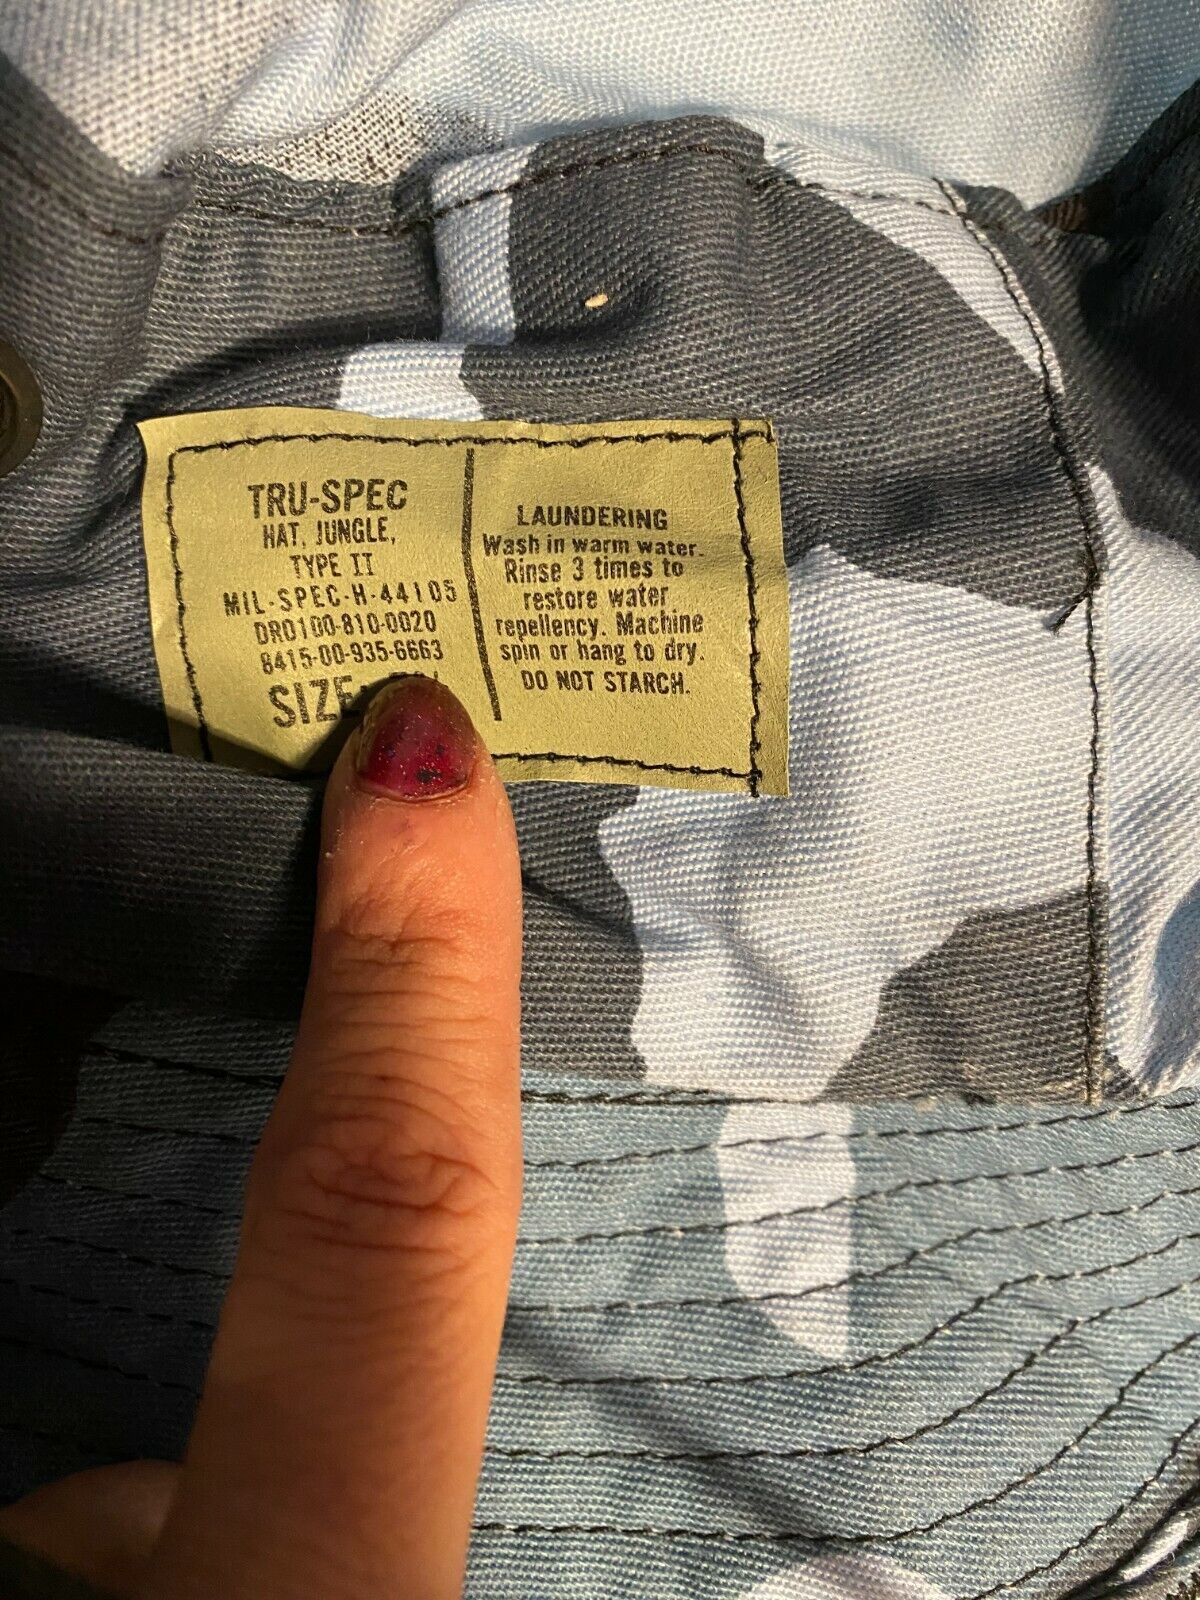 TRU-SPEC
HAT, JUNGLE,
TYPE II
MIL-SPEC-H-44105
DRO100-810-0020
8415-00-935-6663
SIZE:
LAUNDERING
Wash in warm water.
Rinse 3 times to
restore water
repellency. Machine
spin or hang to dry.
DO NOT STARCH.